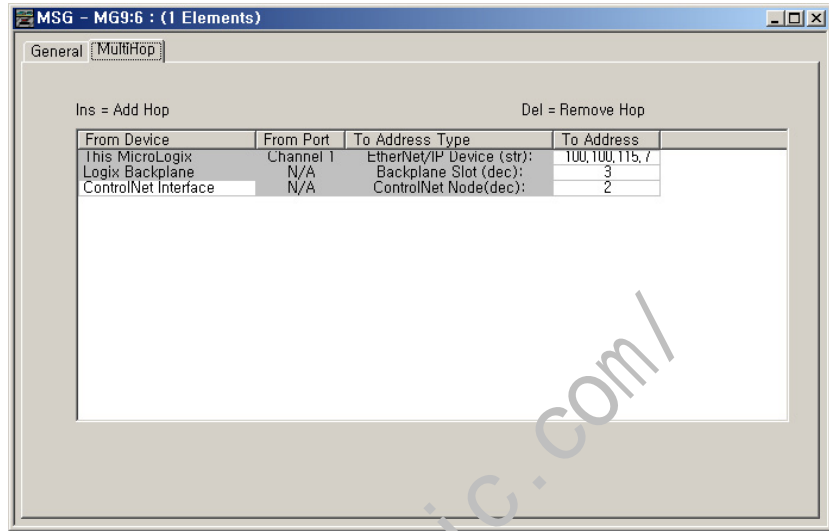 MSG - MG9:6 : (1 Elements)
General MultiHop
Ins = Add Hop Del = Remove Hop
From Device From Port To Address Type To Address
This MicroLogix Channel 1 EtherNet/IP Device (str): 100,100,115,7
Logix Backplane N/A Backplane Slot (dec): 3
ControlNet Interface N/A ControlNet Node(dec): 2
ic.com/